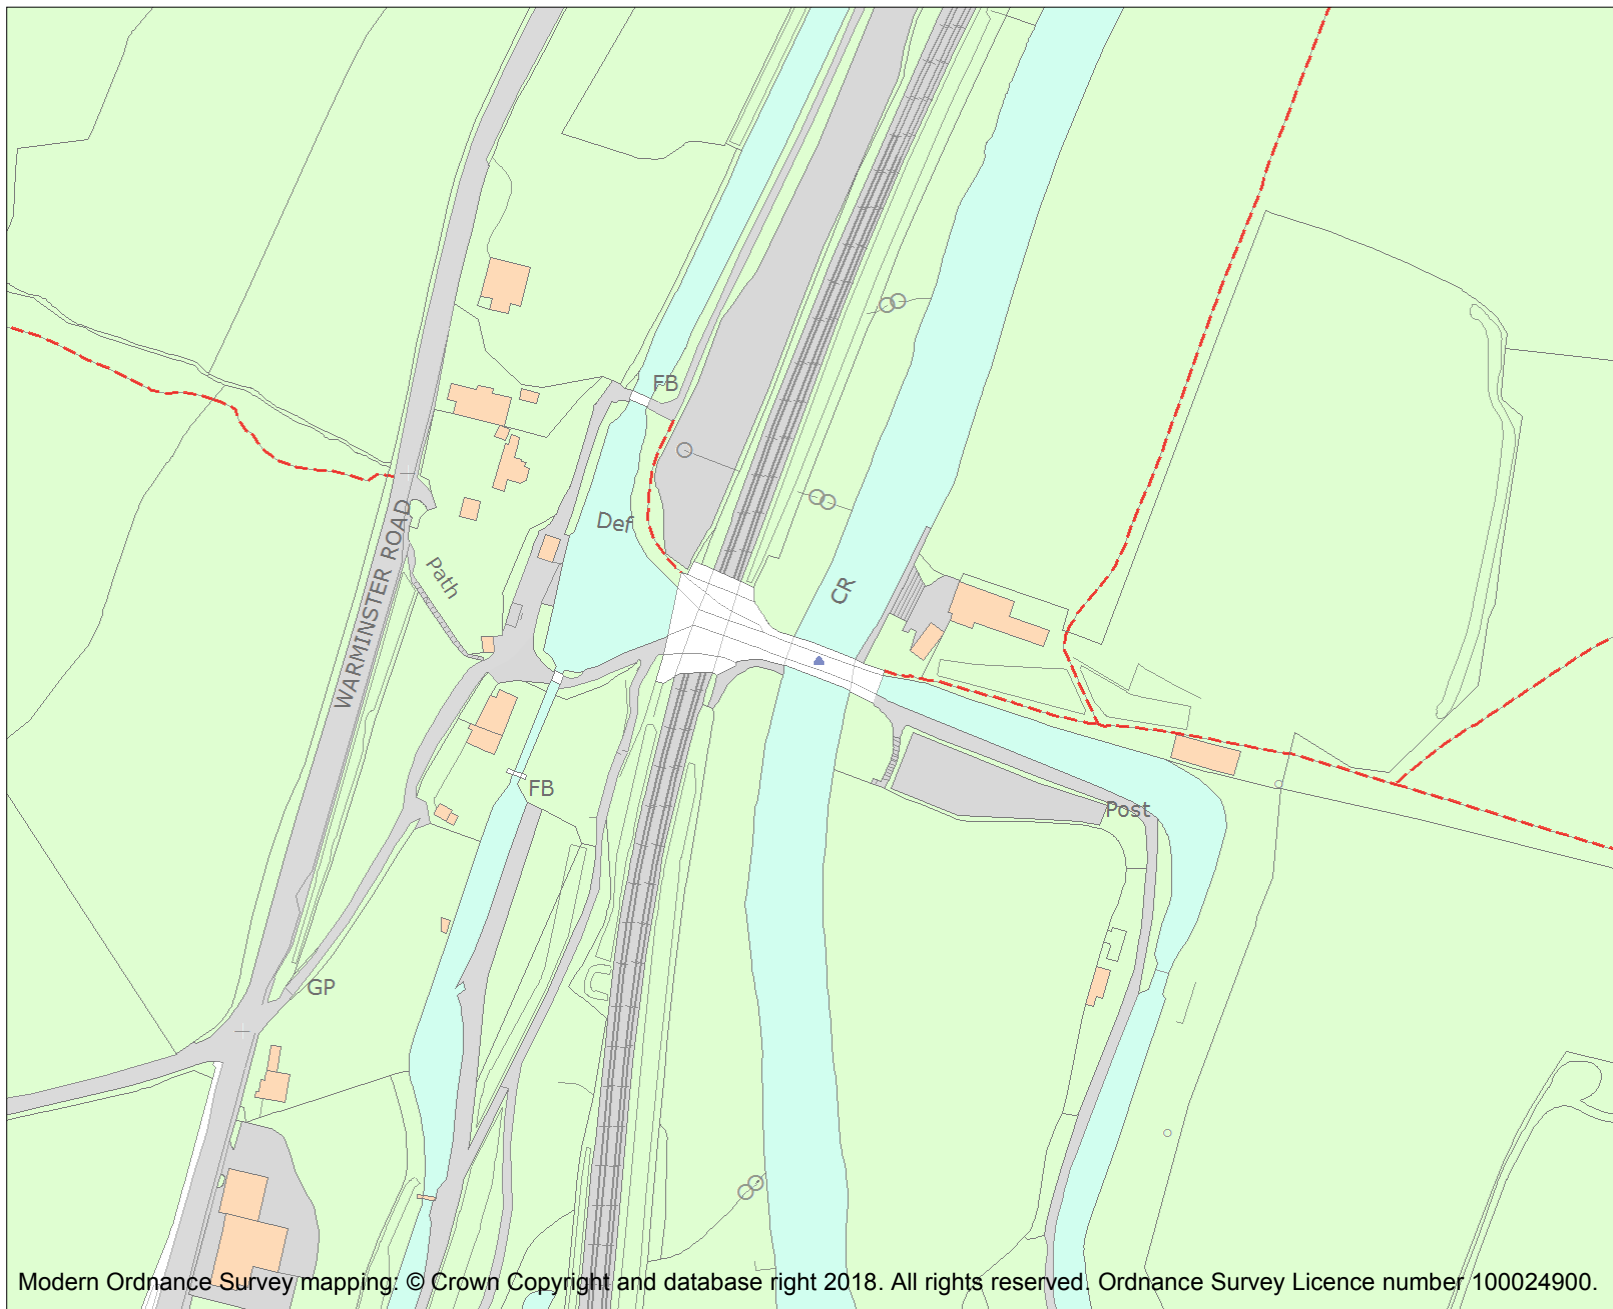 FB
Def
WARMINSTER ROAD
Path
CR
FB
Post
GP
Modern Ordnance Survey mapping: © Crown Copyright and database right 2018. All rights reserved. Ordnance Survey Licence number 100024900.